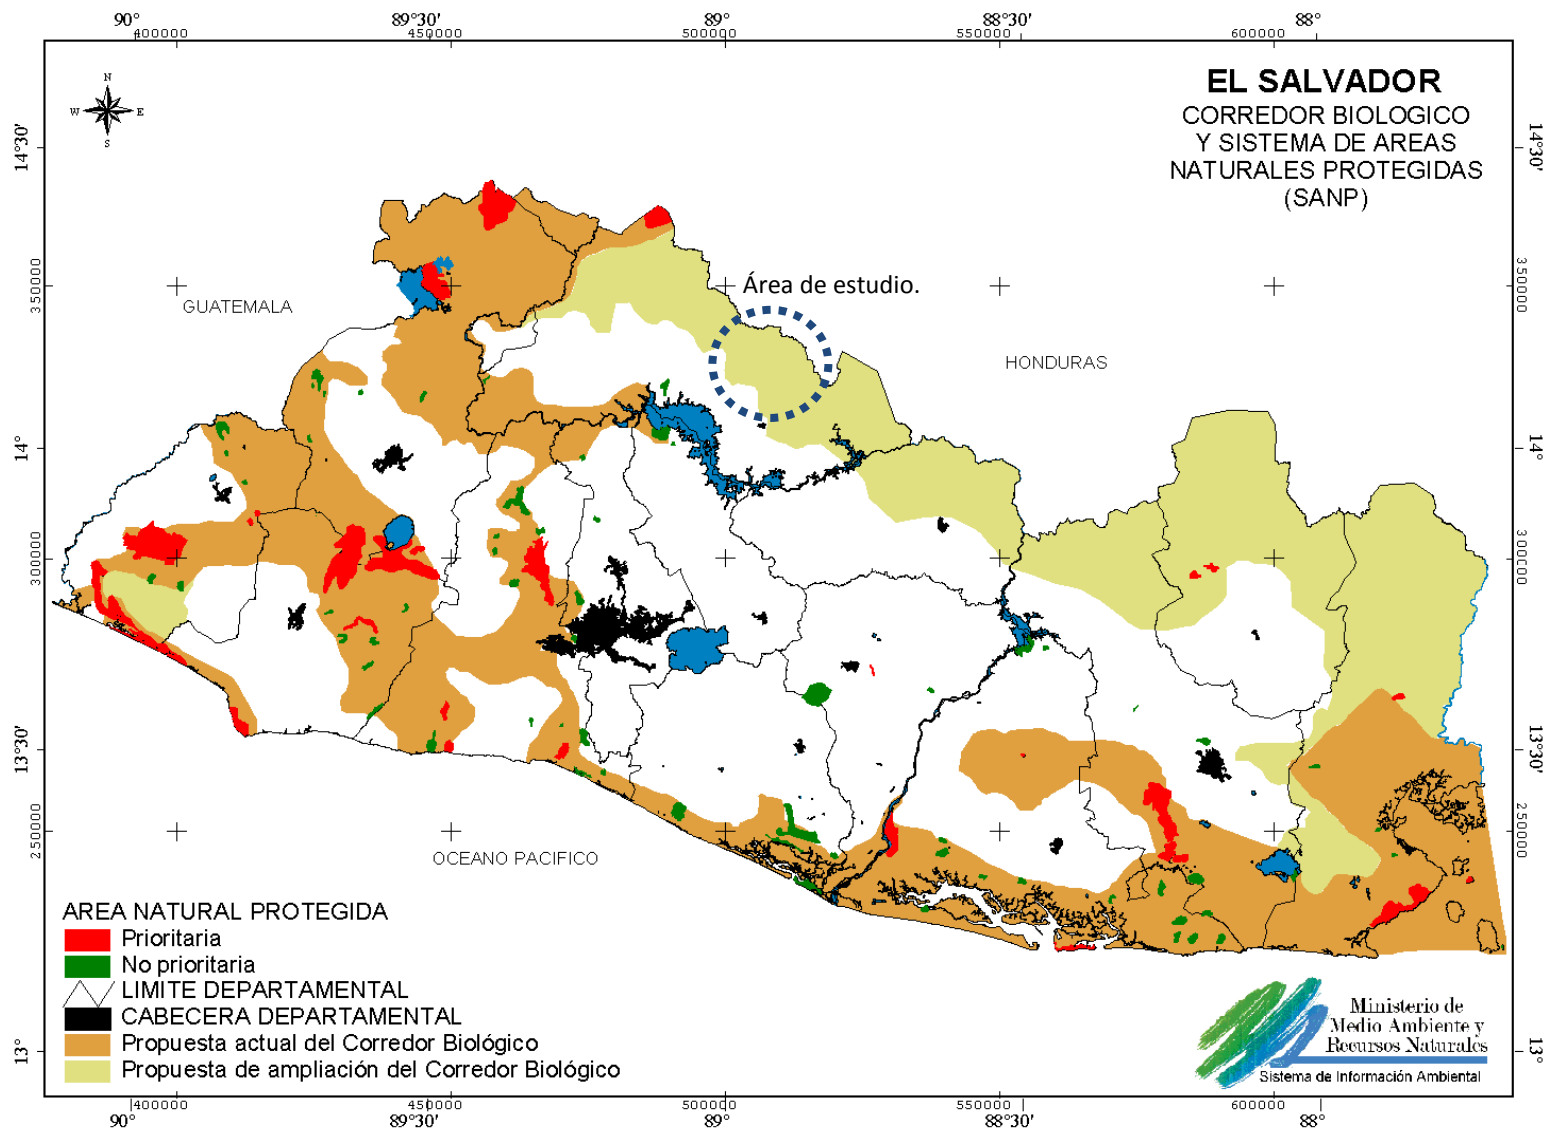 90° 89°30' 89° 88°30' 88°
400000 450000 500000 550000 600000
N
W E
S
EL SALVADOR
CORREDOR BIOLOGICO
Y SISTEMA DE AREAS
NATURALES PROTEGIDAS
(SANP)
14°30' 14°30'
350000 350000
Área de estudio.
GUATEMALA
HONDURAS
14° 14°
300000 300000
13°30' 13°30'
250000 250000
OCEANO PACIFICO
AREA NATURAL PROTEGIDA
Prioritaria
No prioritaria
LIMITE DEPARTAMENTAL
CABECERA DEPARTAMENTAL
Propuesta actual del Corredor Biológico
Propuesta de ampliación del Corredor Biológico
Ministerio de
Medio Ambiente y
Recursos Naturales
Sistema de Información Ambiental
13° 13°
400000 450000 500000 550000 600000
90° 89°30' 89° 88°30' 88°